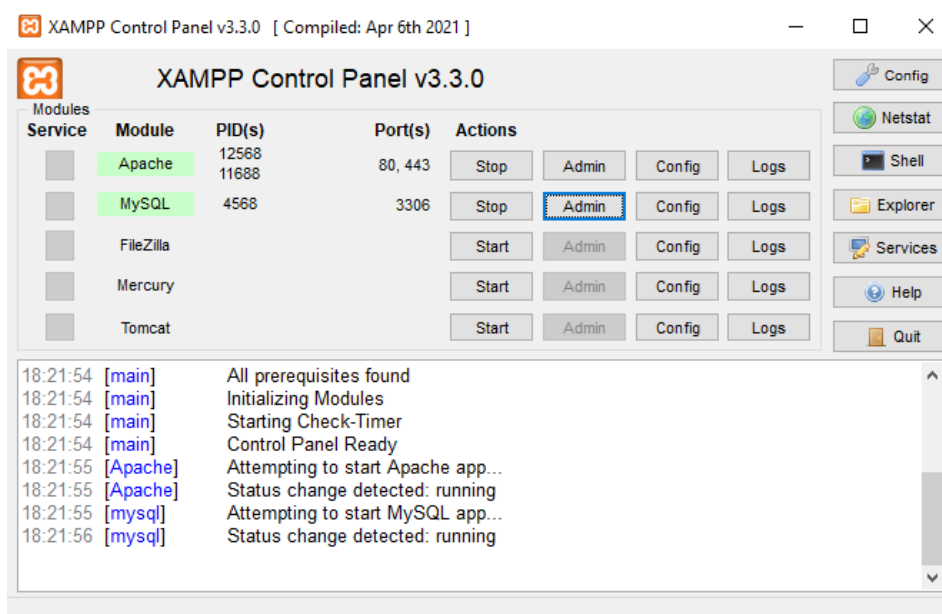 XAMPP Control Panel v3.3.0 [ Compiled: Apr 6th 2021 ]
XAMPP Control Panel v3.3.0
Config
Netstat
Shell
Explorer
Services
Help
Quit
Modules
Service Module PID(s) Port(s) Actions
Apache 12568 11688 80, 443 Stop Admin Config Logs
MySQL 4568 3306 Stop Admin Config Logs
FileZilla Start Admin Config Logs
Mercury Start Admin Config Logs
Tomcat Start Admin Config Logs
18:21:54 [main] All prerequisites found
18:21:54 [main] Initializing Modules
18:21:54 [main] Starting Check-Timer
18:21:54 [main] Control Panel Ready
18:21:55 [Apache] Attempting to start Apache app...
18:21:55 [Apache] Status change detected: running
18:21:55 [mysql] Attempting to start MySQL app...
18:21:56 [mysql] Status change detected: running